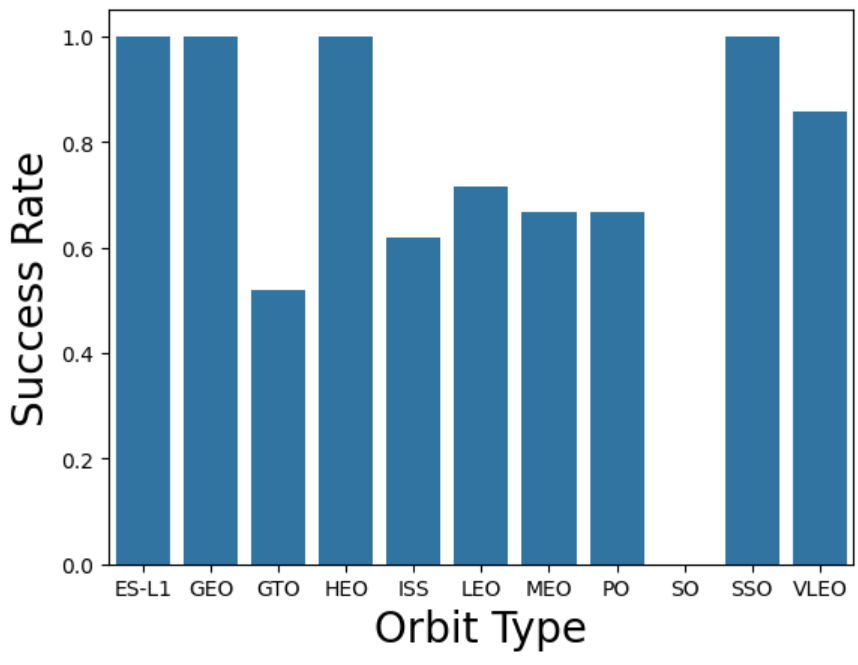 Success Rate
1.0
0.8
0.6
0.4
0.2
0.0
ES-L1 GEO GTO HEO ISS LEO MEO PO SO SSO VLEO
Orbit Type